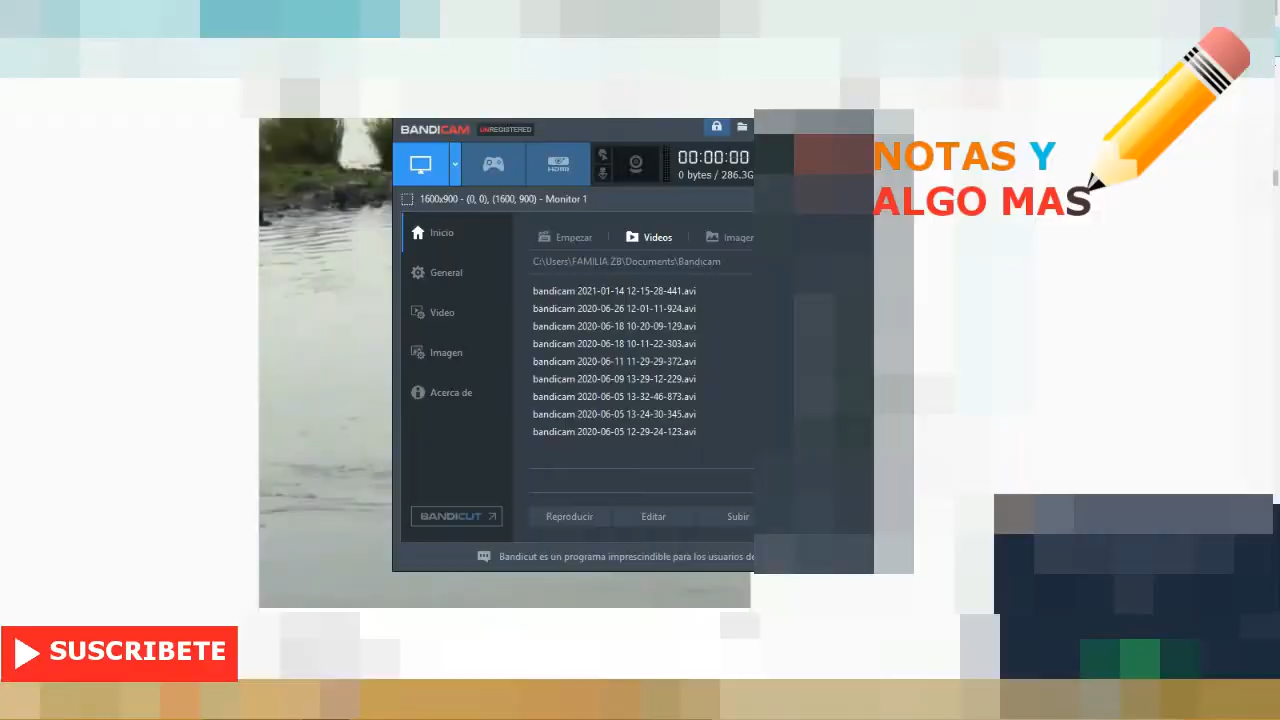 NOTAS Y
ALGO MAS
BANDICAM UNREGISTERED
00:00:00
HDMI
0 bytes / 286.3G
1600x900 - (0, 0), (1600, 900) - Monitor 1
Inicio
General
Video
Imagen
Acerca de
BANDICUT
Empezar
Videos
Imagen
C:\Users\FAMILIA ZB\Documents\Bandicam
bandicam 2021-01-14 12-15-28-441.avi
bandicam 2020-06-26 12-01-11-924.avi
bandicam 2020-06-18 10-20-09-129.avi
bandicam 2020-06-18 10-11-22-303.avi
bandicam 2020-06-11 11-29-29-372.avi
bandicam 2020-06-09 13-29-12-229.avi
bandicam 2020-06-05 13-32-46-873.avi
bandicam 2020-06-05 13-24-30-345.avi
bandicam 2020-06-05 12-29-24-123.avi
Reproducir
Editar
Subir
Bandicut es un programa imprescindible para los usuarios de
SUSCRIBETE